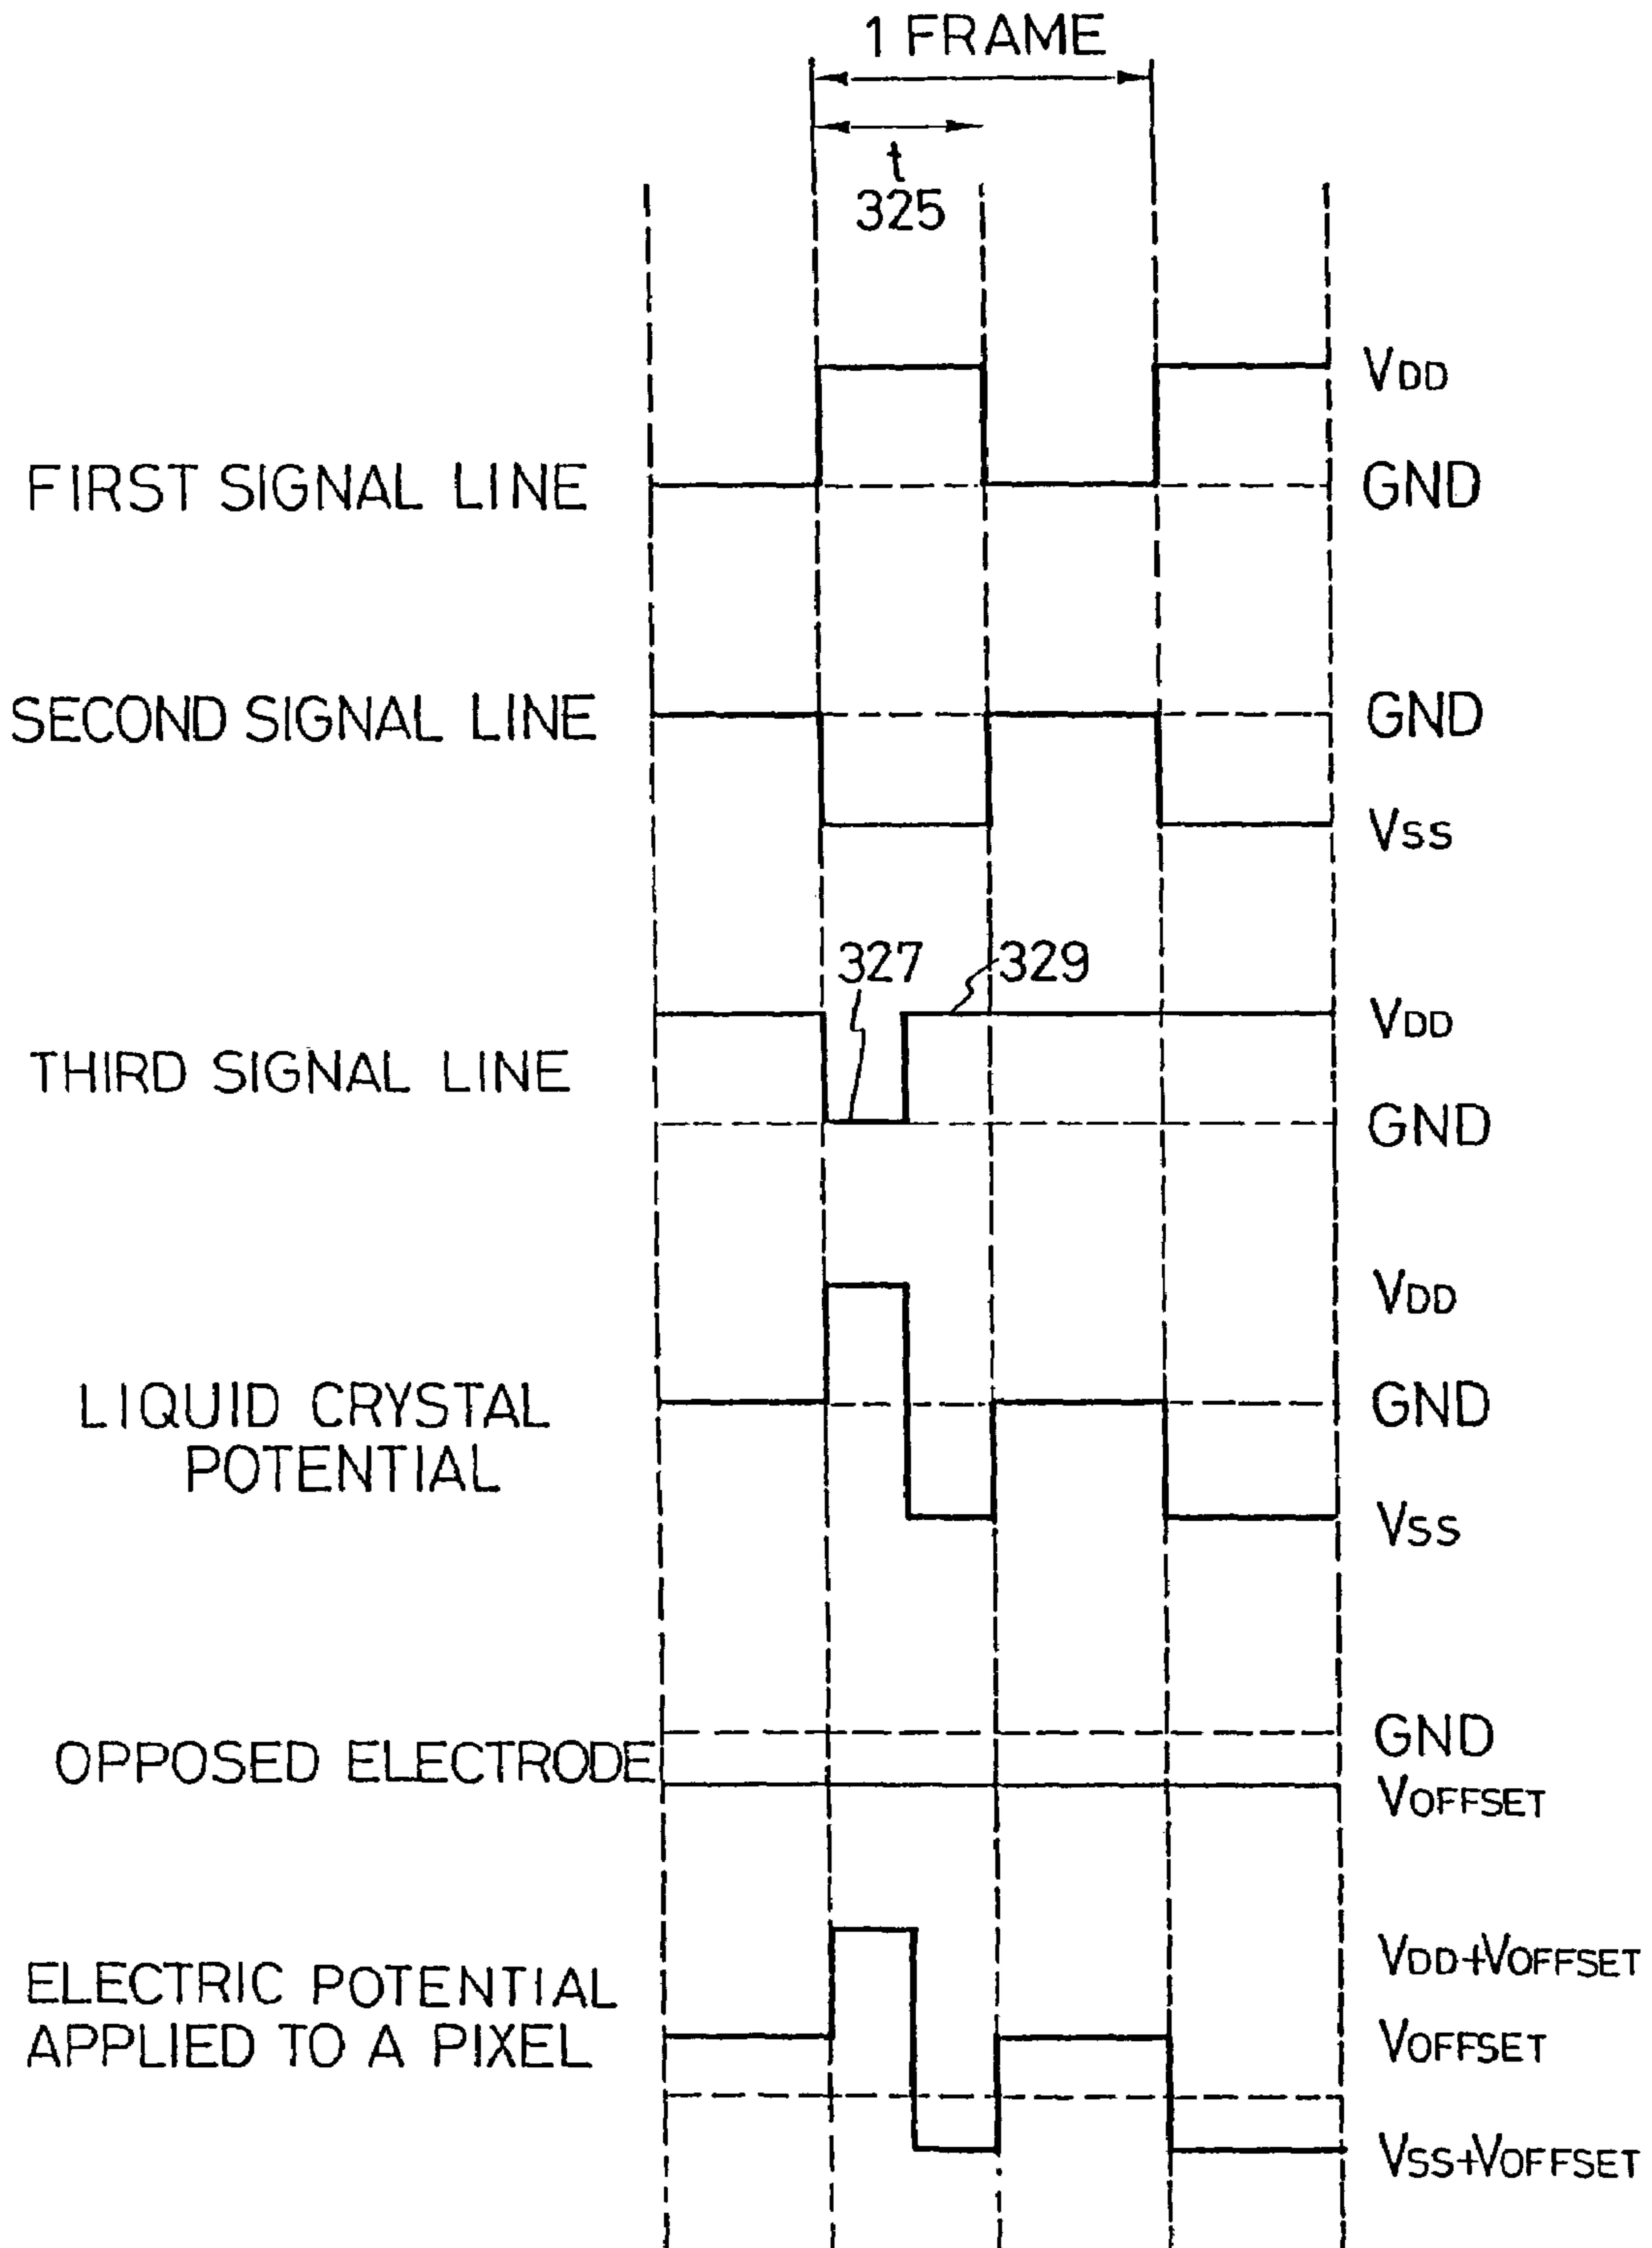 1 FRAME
t
325
VDD
FIRST SIGNAL LINE
GND
SECOND SIGNAL LINE
GND
VSS
327
329
THIRD SIGNAL LINE
VDD
GND
VDD
LIQUID CRYSTAL
POTENTIAL
GND
VSS
OPPOSED ELECTRODE
GND
VOFFSET
ELECTRIC POTENTIAL
APPLIED TO A PIXEL
VDD+VOFFSET
VOFFSET
VSS+VOFFSET